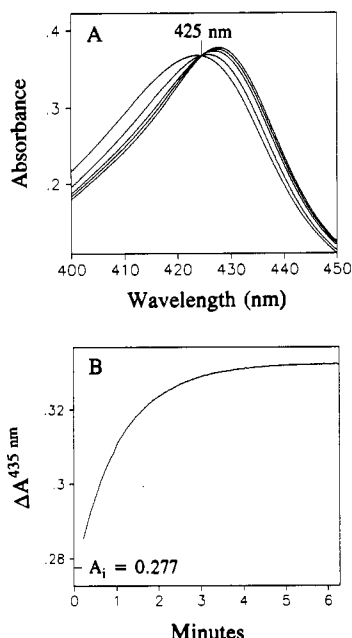 A
425 nm
.4
.3
.2
Absorbance
400 410 420 430 440 450
Wavelength (nm)
B
.32
.3
.28
ΔA435 nm
Ai = 0.277
0 1 2 3 4 5 6
Minutes